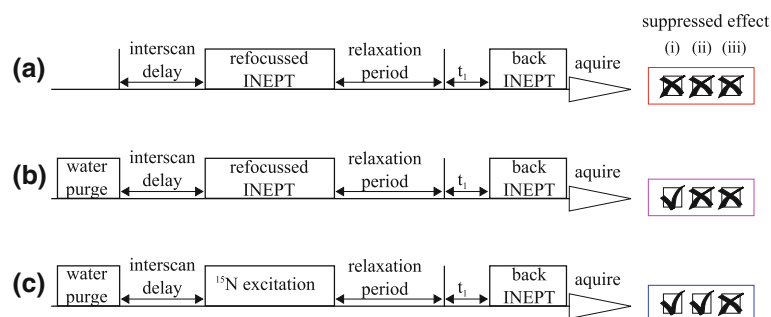 suppressed effect
(i) (ii) (iii)
(a) interscan delay refocussed INEPT relaxation period t1 back INEPT aquire
(b) water purge interscan delay refocussed INEPT relaxation period t1 back INEPT aquire
(c) water purge interscan delay 15N excitation relaxation period t1 back INEPT aquire